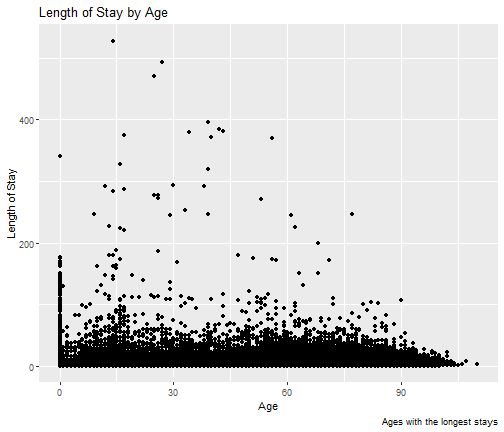 Length of Stay by Age
400
200
0
Length of Stay
0 30 60 90
Age
Ages with the longest stays